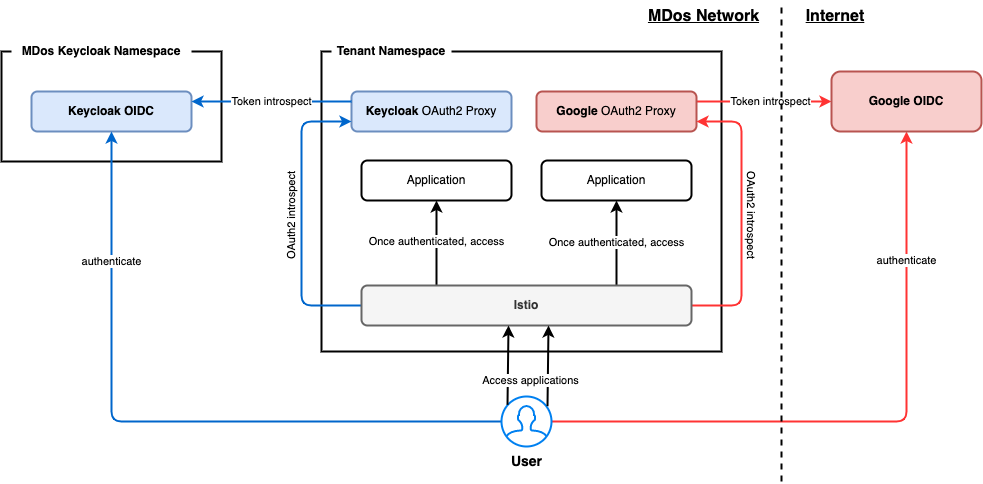 MDos Network
Internet
MDos Keycloak Namespace
Tenant Namespace
Keycloak OIDC
Token introspect
Keycloak OAuth2 Proxy
Google OAuth2 Proxy
Token introspect
Google OIDC
Application
Application
OAuth2 introspect
OAuth2 introspect
Once authenticated, access
Once authenticated, access
authenticate
authenticate
Istio
Access applications
User